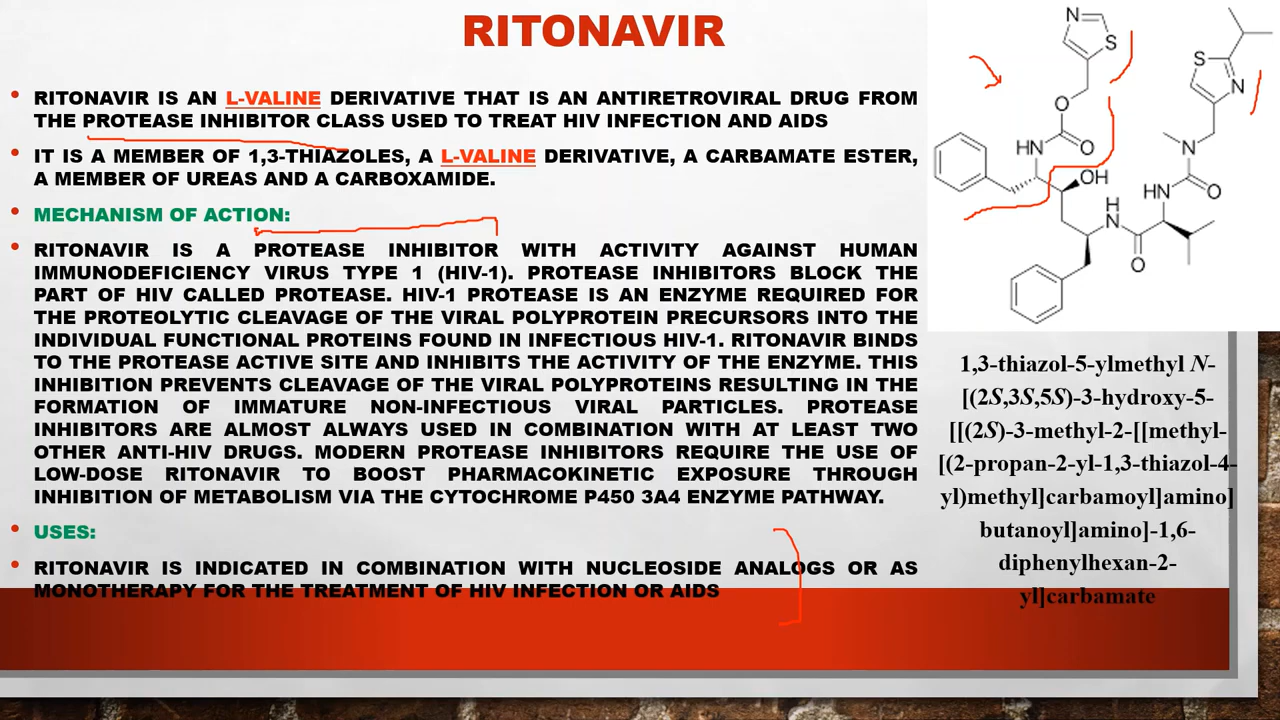 RITONAVIR
• RITONAVIR IS AN L-VALINE DERIVATIVE THAT IS AN ANTIRETROVIRAL DRUG FROM
THE PROTEASE INHIBITOR CLASS USED TO TREAT HIV INFECTION AND AIDS
• IT IS A MEMBER OF 1,3-THIAZOLES, A L-VALINE DERIVATIVE, A CARBAMATE ESTER,
A MEMBER OF UREAS AND A CARBOXAMIDE.
• MECHANISM OF ACTION:
• RITONAVIR IS A PROTEASE INHIBITOR WITH ACTIVITY AGAINST HUMAN
IMMUNODEFICIENCY VIRUS TYPE 1 (HIV-1). PROTEASE INHIBITORS BLOCK THE
PART OF HIV CALLED PROTEASE. HIV-1 PROTEASE IS AN ENZYME REQUIRED FOR
THE PROTEOLYTIC CLEAVAGE OF THE VIRAL POLYPROTEIN PRECURSORS INTO THE
INDIVIDUAL FUNCTIONAL PROTEINS FOUND IN INFECTIOUS HIV-1. RITONAVIR BINDS
TO THE PROTEASE ACTIVE SITE AND INHIBITS THE ACTIVITY OF THE ENZYME. THIS
INHIBITION PREVENTS CLEAVAGE OF THE VIRAL POLYPROTEINS RESULTING IN THE
FORMATION OF IMMATURE NON-INFECTIOUS VIRAL PARTICLES. PROTEASE
INHIBITORS ARE ALMOST ALWAYS USED IN COMBINATION WITH AT LEAST TWO
OTHER ANTI-HIV DRUGS. MODERN PROTEASE INHIBITORS REQUIRE THE USE OF
LOW-DOSE RITONAVIR TO BOOST PHARMACOKINETIC EXPOSURE THROUGH
INHIBITION OF METABOLISM VIA THE CYTOCHROME P450 3A4 ENZYME PATHWAY.
• USES:
• RITONAVIR IS INDICATED IN COMBINATION WITH NUCLEOSIDE ANALOGS OR AS
MONOTHERAPY FOR THE TREATMENT OF HIV INFECTION OR AIDS
N
S
S
N
O
N
HN
O
OH
HN
O
H
N
O
1,3-thiazol-5-ylmethyl N-
[(2S,3S,5S)-3-hydroxy-5-
[[(2S)-3-methyl-2-[[methyl-
[(2-propan-2-yl-1,3-thiazol-4-
yl)methyl]carbamoyl]amino]
butanoyl]amino]-1,6-
diphenylhexan-2-
yl]carbamate